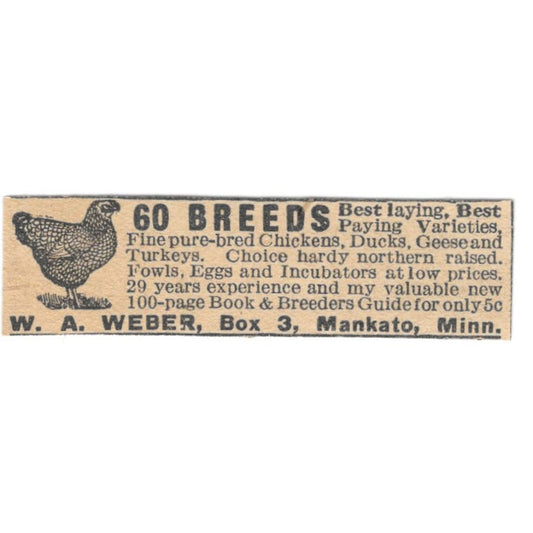 60 BREEDS Best laying, Best
Paying Varieties,
Fine pure-bred Chickens, Ducks, Geese and
Turkeys. Choice hardy northern raised.
Fowls, Eggs and Incubators at low prices.
29 years experience and my valuable new
100-page Book & Breeders Guide for only 5c
W. A. WEBER, Box 3, Mankato, Minn.